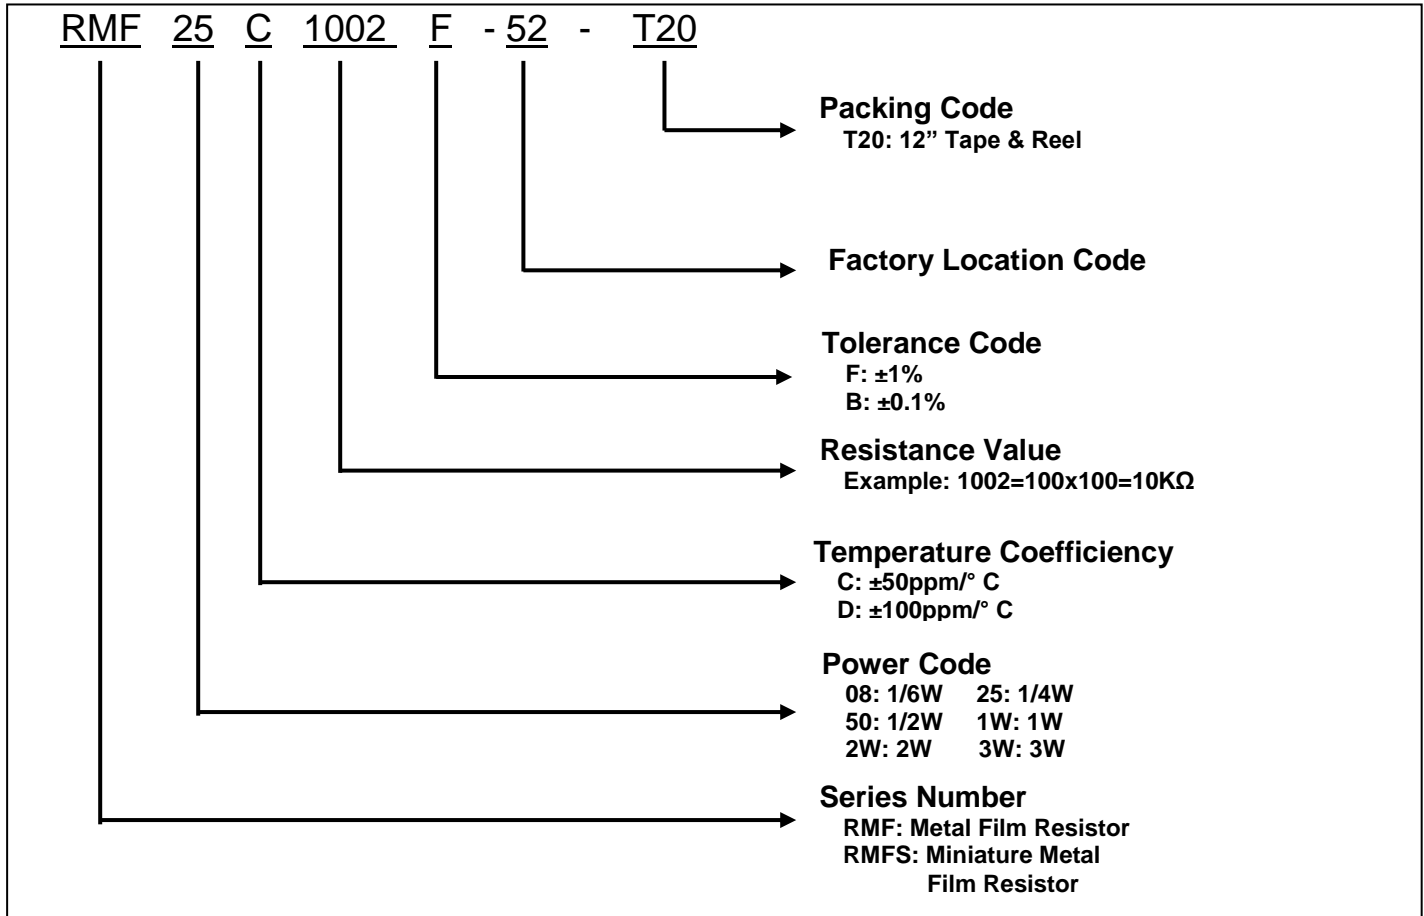 RMF 25 C 1002 F - 52 - T20
Packing Code
T20: 12” Tape & Reel
Factory Location Code
Tolerance Code
F: ±1%
B: ±0.1%
Resistance Value
Example: 1002=100x100=10KΩ
Temperature Coefficiency
C: ±50ppm/° C
D: ±100ppm/° C
Power Code
08: 1/6W 25: 1/4W
50: 1/2W 1W: 1W
2W: 2W 3W: 3W
Series Number
RMF: Metal Film Resistor
RMFS: Miniature Metal
Film Resistor